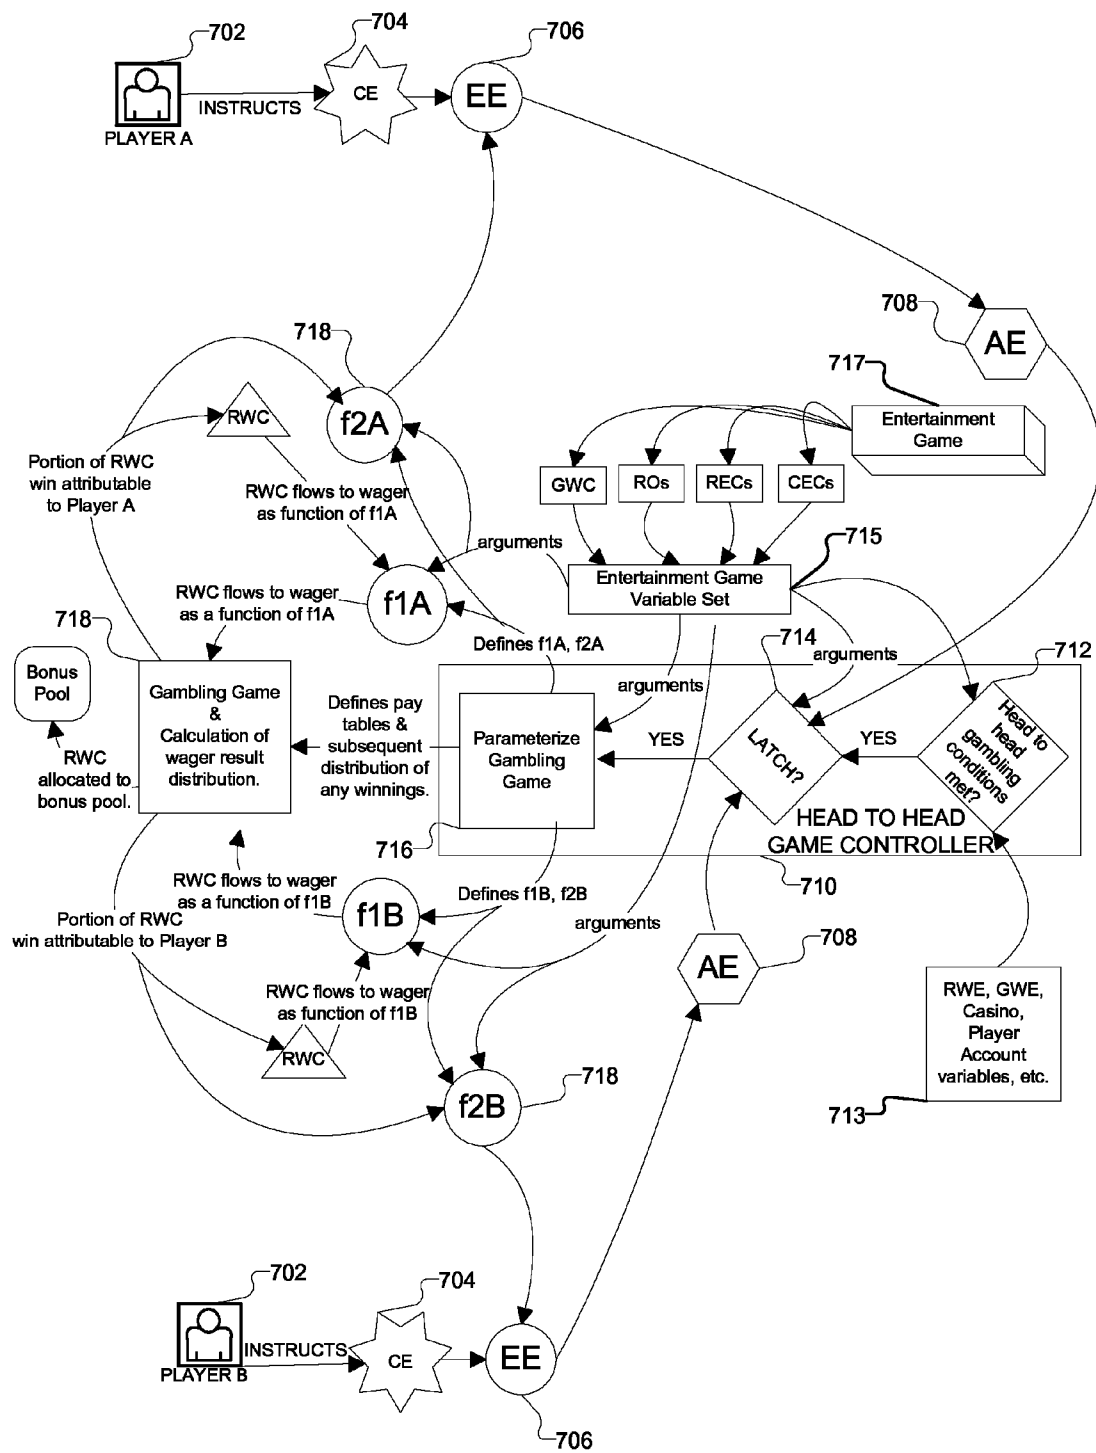 702
704
706
CE
EE
INSTRUCTS
PLAYER A
708
AE
718
717
Entertainment
Game
RWC
f2A
Portion of RWC
win attributable
to Player A
RWC flows to wager
as function of f1A
GWC
ROs
RECs
CECs
arguments
715
Entertainment Game
Variable Set
RWC flows to wager
as a function of f1A
f1A
718
Defines f1A, f2A
714
arguments
712
Bonus
Pool
Gambling Game
&
Calculation of
wager result
distribution.
Defines pay
tables &
subsequent
distribution of
any winnings.
arguments
Parameterize
Gambling
Game
YES
LATCH?
YES
Head to
head
gambling
conditions
met?
RWC
allocated to
bonus pool.
HEAD TO HEAD
GAME CONTROLLER
716
710
RWC flows to wager
as a function of f1B
f1B
Defines f1B, f2B
arguments
Portion of RWC
win attributable to Player B
708
AE
RWC flows to wager
as function of f1B
RWC
RWE, GWE,
Casino,
Player
Account
variables, etc.
f2B
718
713
702
704
INSTRUCTS
CE
EE
PLAYER B
706